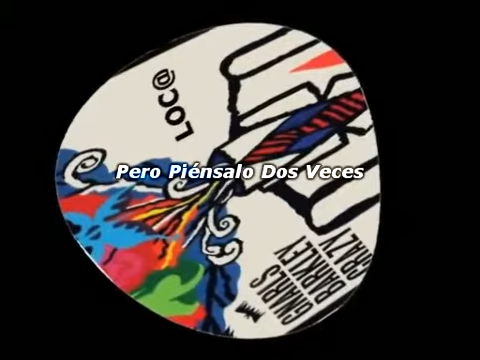 LOC@
Pero Piénsalo Dos Veces
GNARLS
BARKLEY
CRAZY